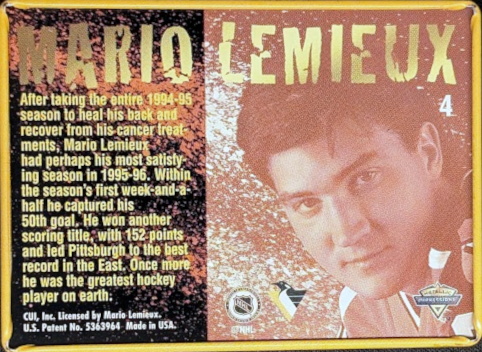 MARIO LEMIEUX
4
After taking the entire 1994-95
season to heal his back and
recover from his cancer treat-
ments, Mario Lemieux
had perhaps his most satisfy-
ing season in 1995-96. Within
the season's first week-and-a-
half he captured his
50th goal. He won another
scoring title, with 152 points
and led Pittsburgh to the best
record in the East. Once more
he was the greatest hockey
player on earth.
CUI, Inc. Licensed by Mario Lemieux.
U.S. Patent No. 5363964 Made in USA.
METALLIC
IMPRESSIONS